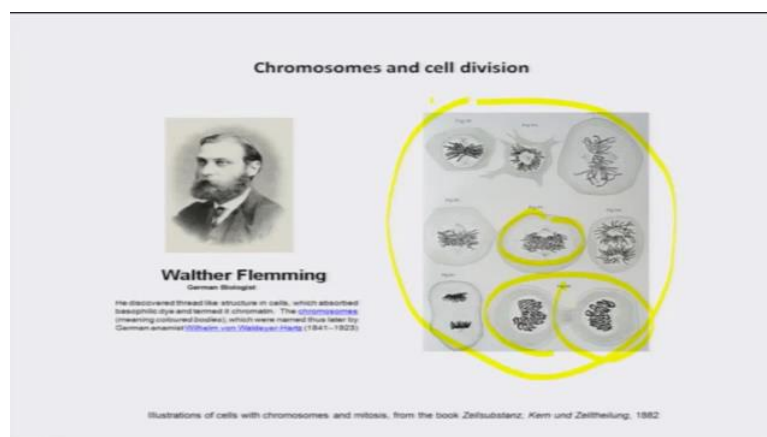 Chromosomes and cell division
Walther Flemming
German Biologist
He discovered thread like structure in cells, which absorbed
basophilic dye and termed it chromatin. The chromosomes
(meaning coloured bodies), which were named thus later by
German anamist Wilhelm von Waldeyer-Hartz (1841–1923)
Illustrations of cells with chromosomes and mitosis, from the book Zellsubstanz, Kern und Zelltheilung, 1882